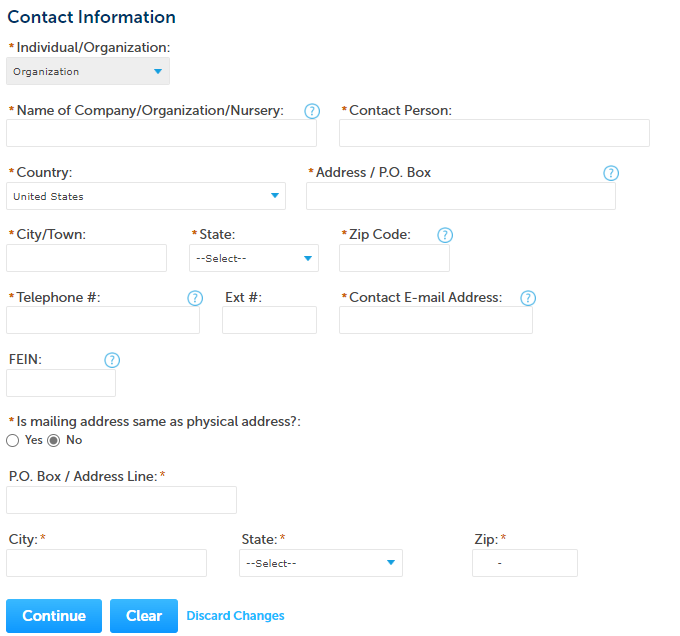 Contact Information
*Individual/Organization:
Organization
*Name of Company/Organization/Nursery: ? *Contact Person:
*Country: *Address / P.O. Box ?
United States
*City/Town: *State: *Zip Code: ?
--Select--
*Telephone #: ? Ext #: *Contact E-mail Address: ?
FEIN: ?
*Is mailing address same as physical address?:
Yes No
P.O. Box / Address Line:*
City:* State:* Zip:*
--Select-- -
Continue Clear Discard Changes